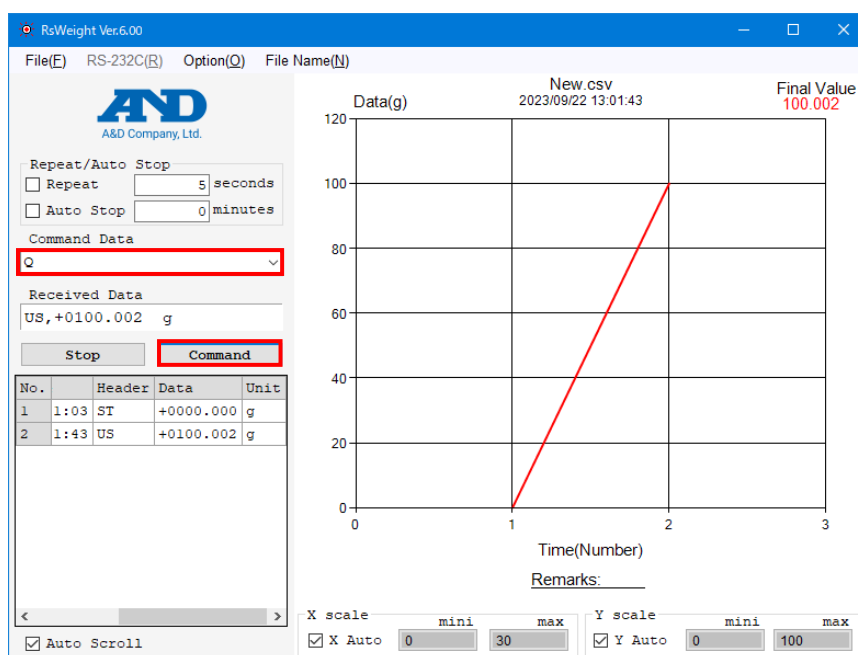 RsWeight Ver.6.00
File(F) RS-232C(R) Option(O) File Name(N)
AND
A&D Company, Ltd.
Repeat/Auto Stop
Repeat 5 seconds
Auto Stop 0 minutes
Command Data
Q
Received Data
US,+0100.002 g
Stop Command
No. Header Data Unit
1 1:03 ST +0000.000 g
2 1:43 US +0100.002 g
Auto Scroll
New.csv
2023/09/22 13:01:43
Data(g)
Final Value
100.002
120
100
80
60
40
20
0
0 1 2 3
Time(Number)
Remarks:
X scale mini max
X Auto 0 30
Y scale mini max
Y Auto 0 100